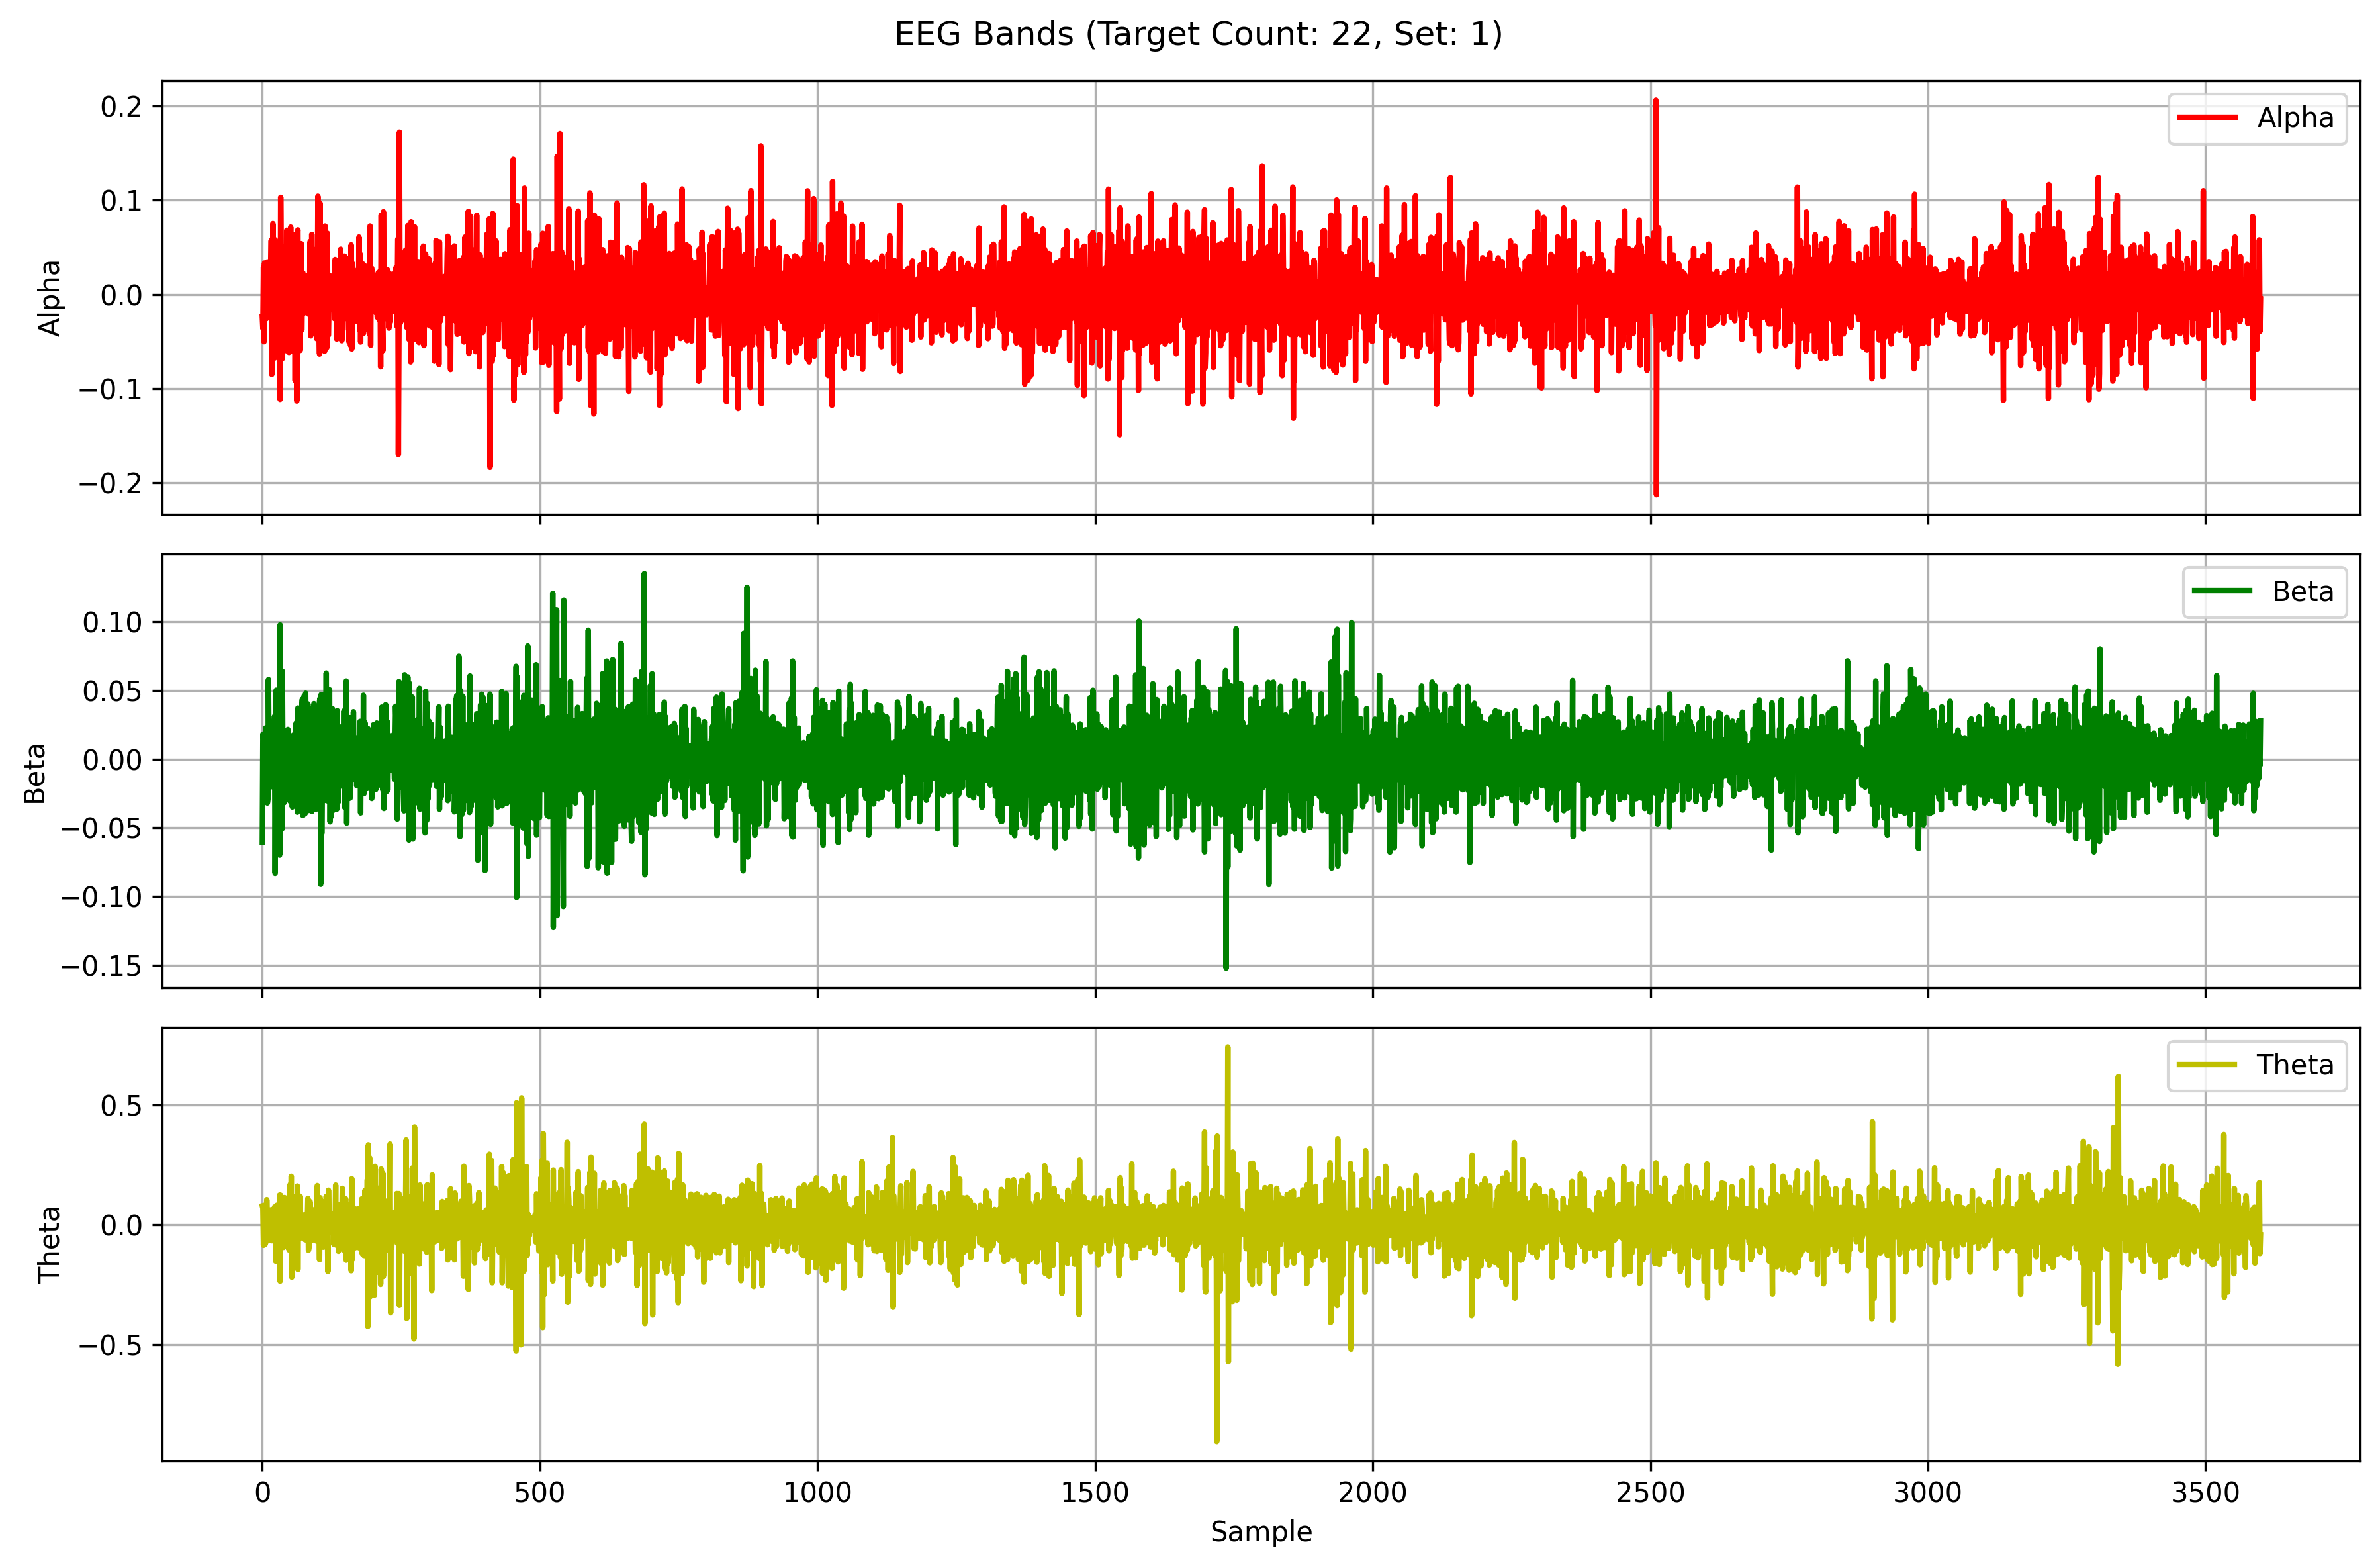 EEG Bands (Target Count: 22, Set: 1)
Alpha
0.2
0.1
0.0
−0.1
−0.2
Alpha
Beta
0.10
0.05
0.00
−0.05
−0.10
−0.15
Beta
Theta
0.5
0.0
−0.5
Theta
0 500 1000 1500 2000 2500 3000 3500
Sample